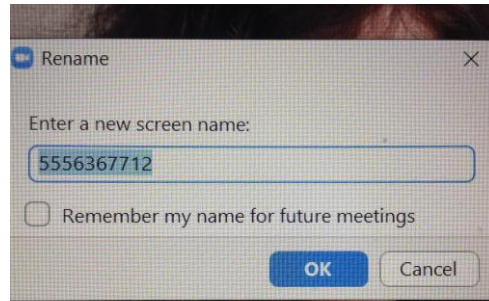 Rename
Enter a new screen name:
5556367712
Remember my name for future meetings
OK Cancel